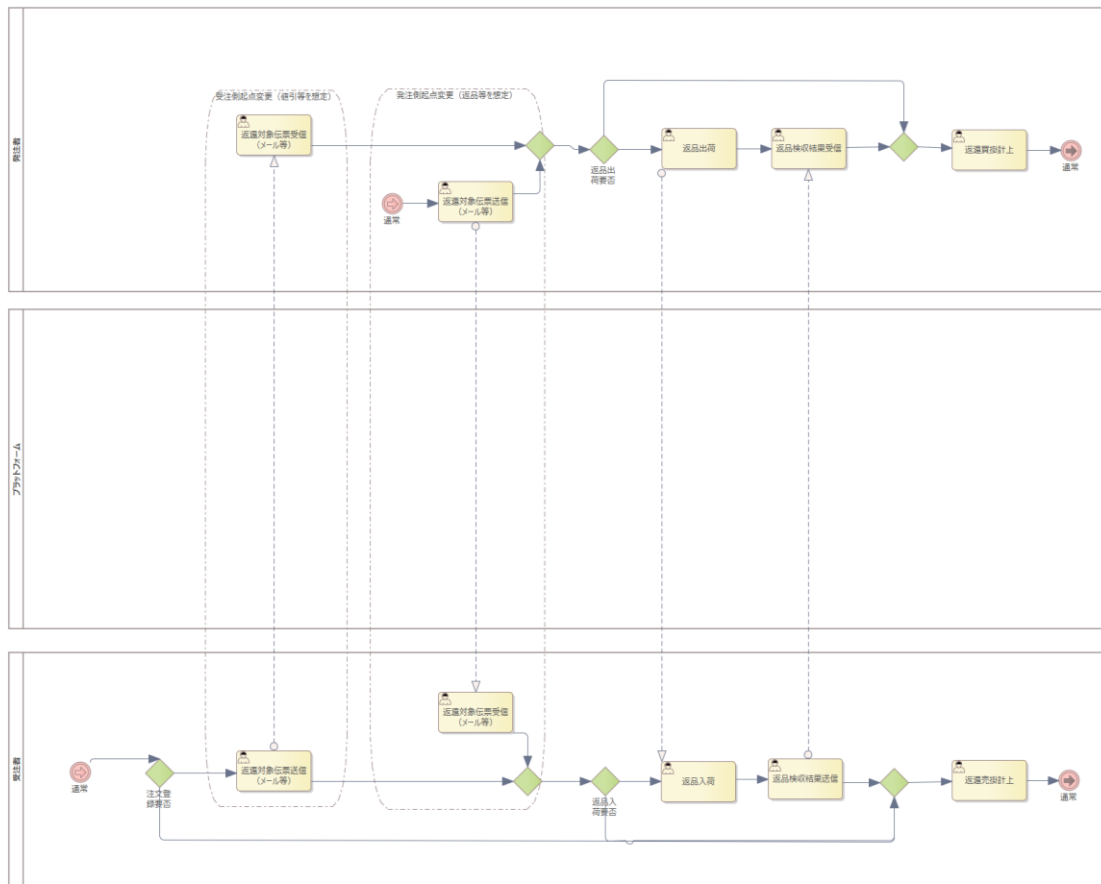 発注者
受注側起点変更（値引等を想定）
返還対象伝票受信
（メール等）
発注側起点変更（返品等を想定）
通常
返還対象伝票送信
（メール等）
返品出
荷要否
返品出荷
返品検収結果受信
返還買掛計上
通常
プラットフォーム
受注者
通常
注文登
録要否
返還対象伝票送信
（メール等）
返還対象伝票受信
（メール等）
返品入
荷要否
返品入荷
返品検収結果送信
返還売掛計上
通常